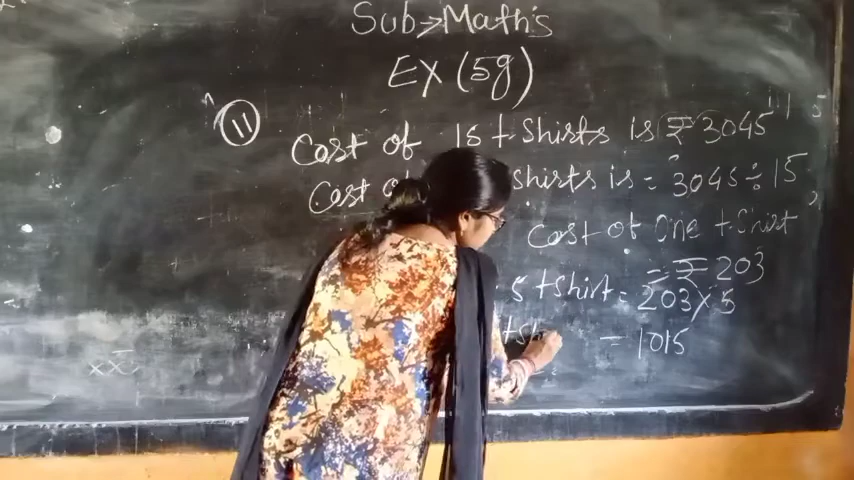 Sub→Maths
EX (5g)
11
Cost of 15 t-Shirts is ₹ 3045
Cost of shirts is = 3045 ÷ 15
Cost of One t-Shirt
= ₹ 203
5 tshirt = 203 x 5
tsh = 1015
xx